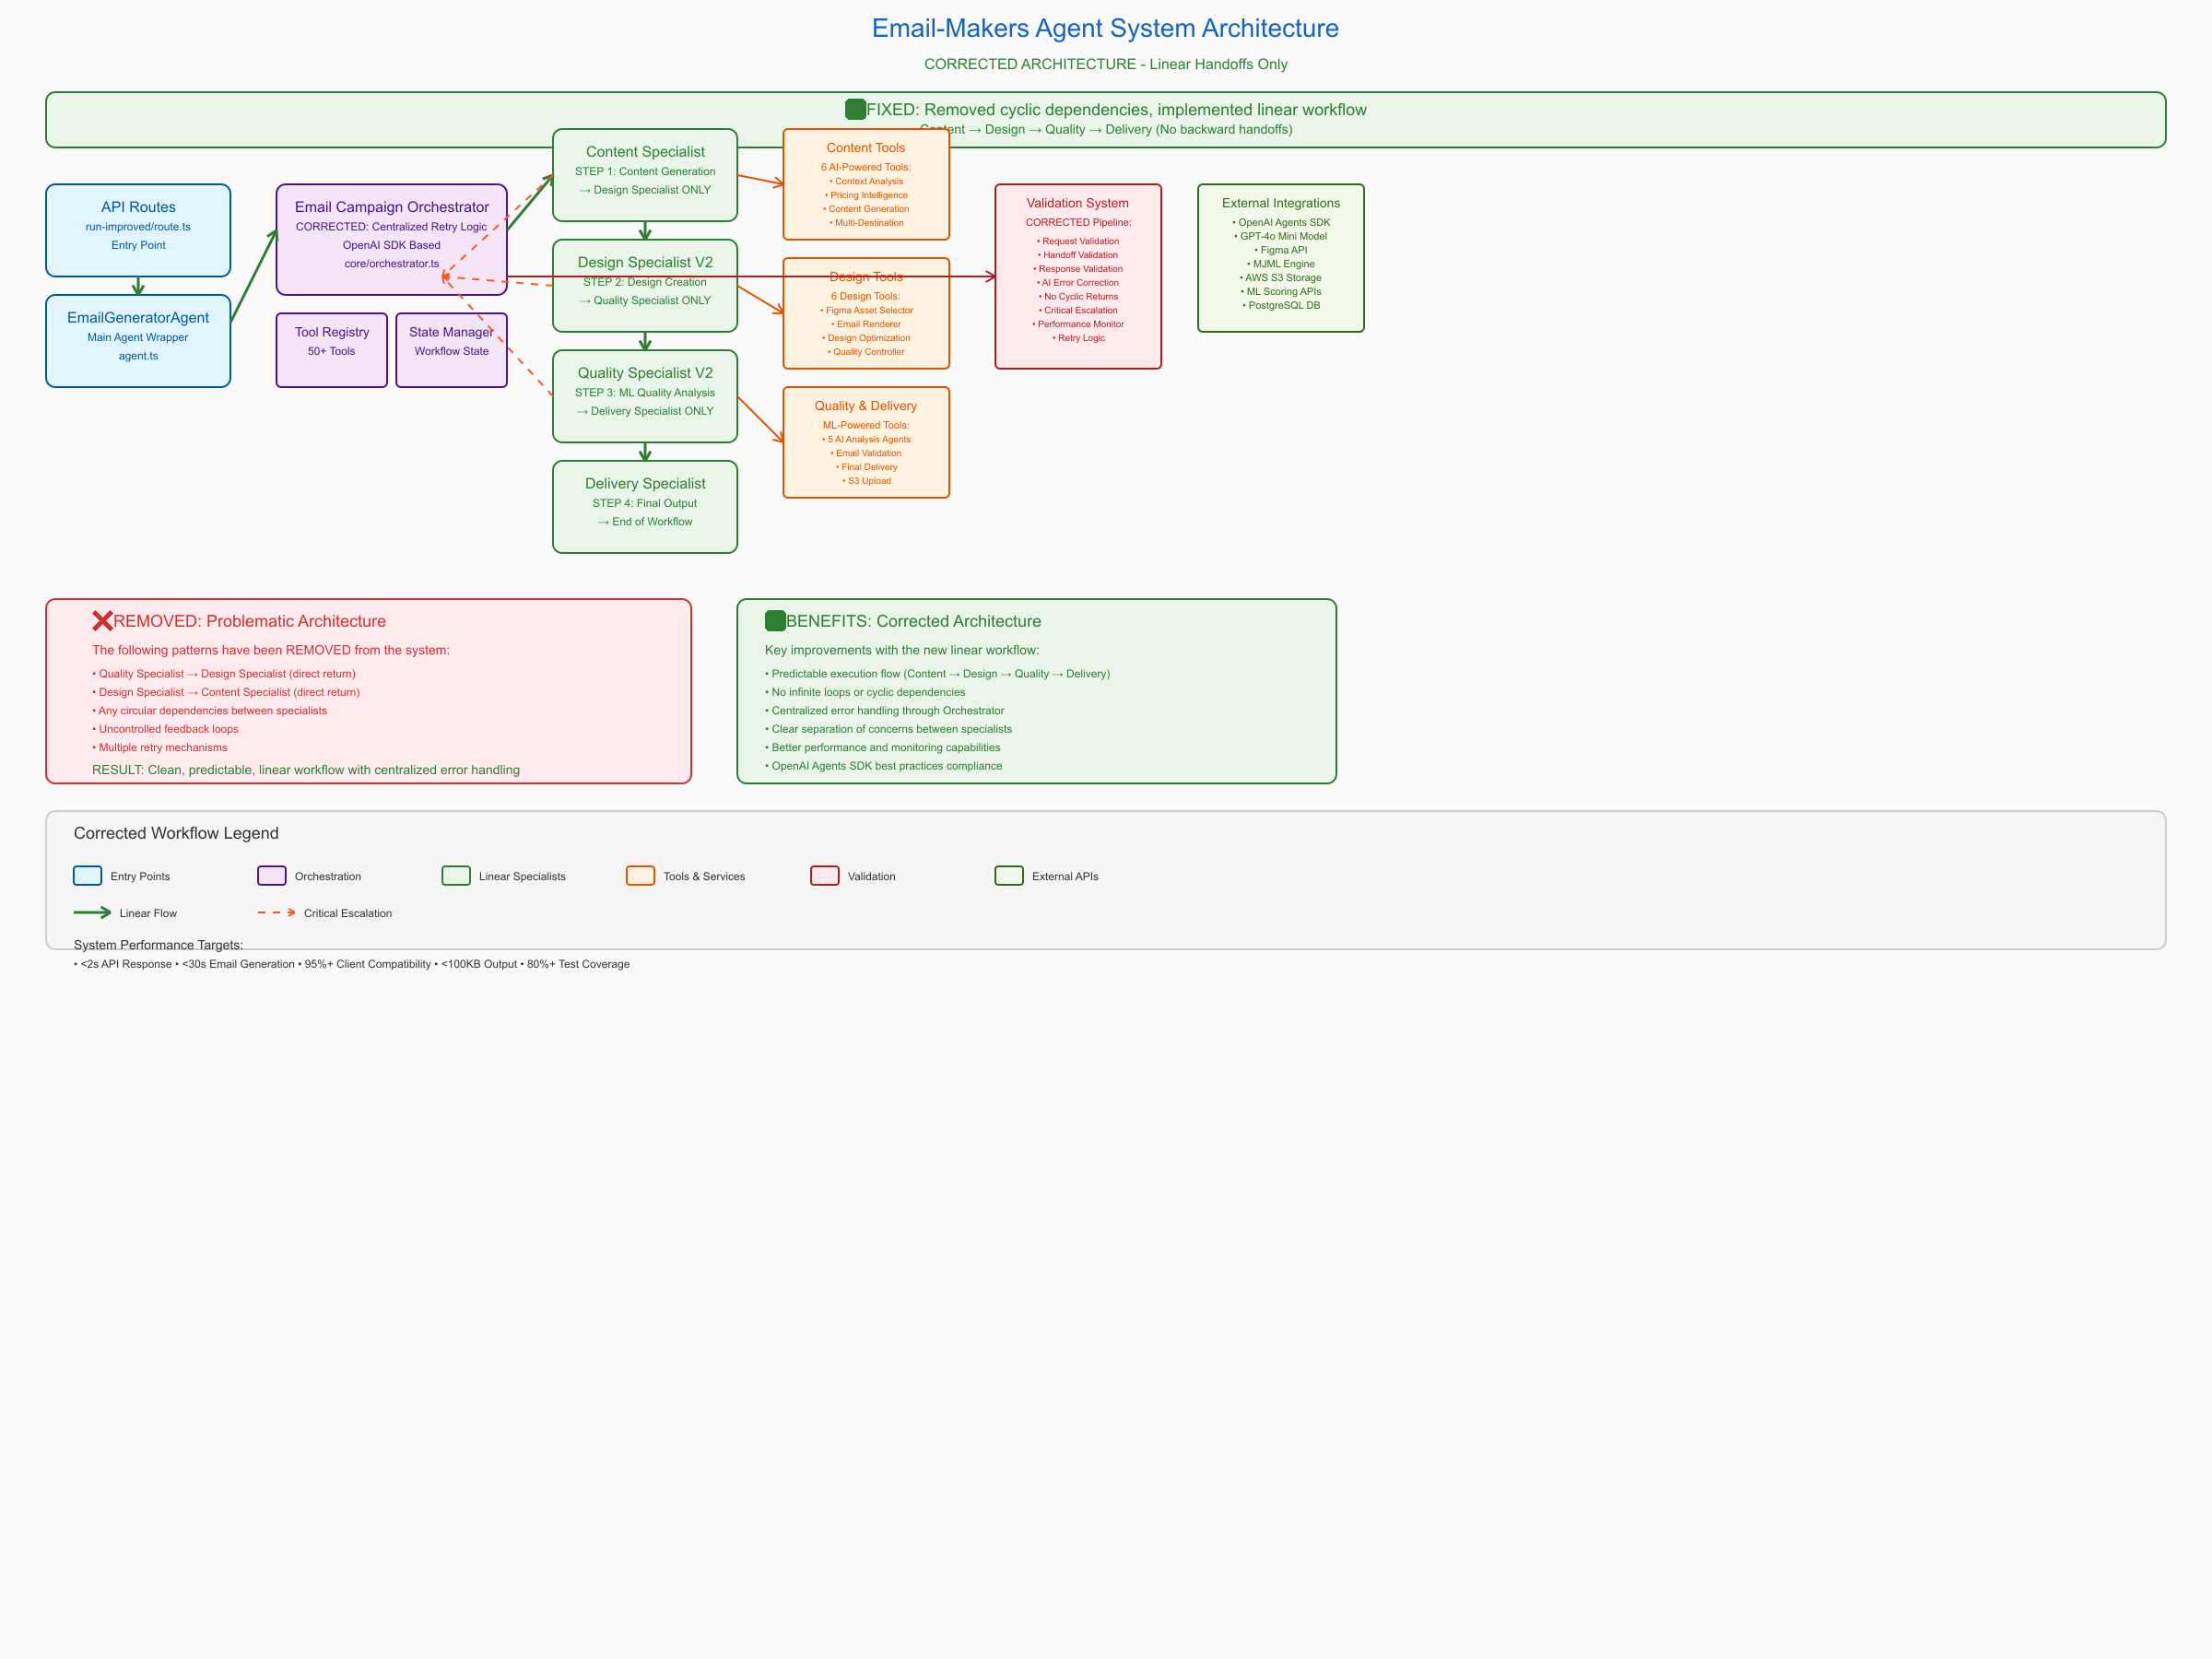 Email-Makers Agent System Architecture
CORRECTED ARCHITECTURE - Linear Handoffs Only
FIXED: Removed cyclic dependencies, implemented linear workflow
Content → Design → Quality → Delivery (No backward handoffs)
API Routes
run-improved/route.ts
Entry Point
EmailGeneratorAgent
Main Agent Wrapper
agent.ts
Email Campaign Orchestrator
CORRECTED: Centralized Retry Logic
OpenAI SDK Based
core/orchestrator.ts
Tool Registry
50+ Tools
State Manager
Workflow State
Content Specialist
STEP 1: Content Generation
→ Design Specialist ONLY
Design Specialist V2
STEP 2: Design Creation
→ Quality Specialist ONLY
Quality Specialist V2
STEP 3: ML Quality Analysis
→ Delivery Specialist ONLY
Delivery Specialist
STEP 4: Final Output
→ End of Workflow
Content Tools
6 AI-Powered Tools:
• Context Analysis
• Pricing Intelligence
• Content Generation
• Multi-Destination
Design Tools
6 Design Tools:
• Figma Asset Selector
• Email Renderer
• Design Optimization
• Quality Controller
Quality & Delivery
ML-Powered Tools:
• 5 AI Analysis Agents
• Email Validation
• Final Delivery
• S3 Upload
Validation System
CORRECTED Pipeline:
• Request Validation
• Handoff Validation
• Response Validation
• AI Error Correction
• No Cyclic Returns
• Critical Escalation
• Performance Monitor
• Retry Logic
External Integrations
• OpenAI Agents SDK
• GPT-4o Mini Model
• Figma API
• MJML Engine
• AWS S3 Storage
• ML Scoring APIs
• PostgreSQL DB
❌REMOVED: Problematic Architecture
The following patterns have been REMOVED from the system:
• Quality Specialist → Design Specialist (direct return)
• Design Specialist → Content Specialist (direct return)
• Any circular dependencies between specialists
• Uncontrolled feedback loops
• Multiple retry mechanisms
RESULT: Clean, predictable, linear workflow with centralized error handling
BENEFITS: Corrected Architecture
Key improvements with the new linear workflow:
• Predictable execution flow (Content → Design → Quality → Delivery)
• No infinite loops or cyclic dependencies
• Centralized error handling through Orchestrator
• Clear separation of concerns between specialists
• Better performance and monitoring capabilities
• OpenAI Agents SDK best practices compliance
Corrected Workflow Legend
Entry Points
Orchestration
Linear Specialists
Tools & Services
Validation
External APIs
Linear Flow
Critical Escalation
System Performance Targets:
• <2s API Response • <30s Email Generation • 95%+ Client Compatibility • <100KB Output • 80%+ Test Coverage